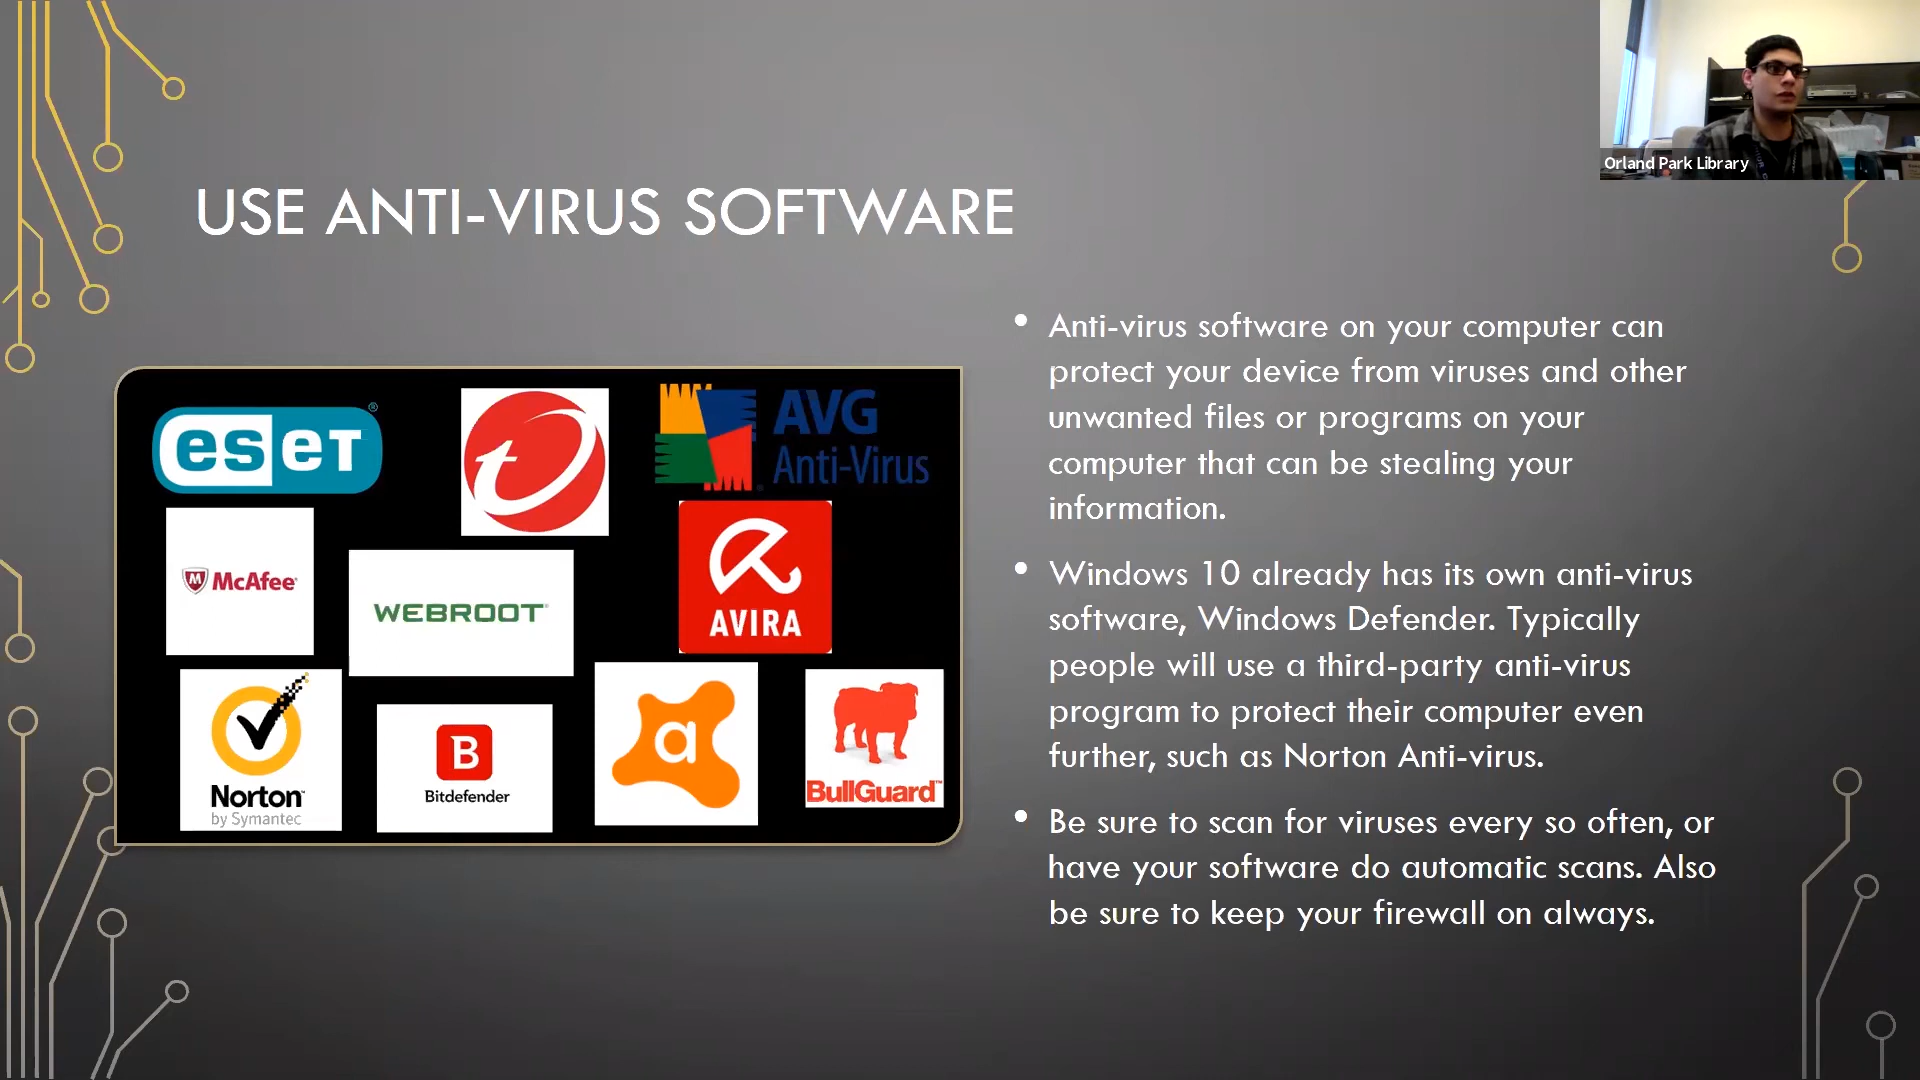 Orland Park Library
USE ANTI-VIRUS SOFTWARE
eseT®
AVG
Anti-Virus
McAfee
WEBROOT
AVIRA
Norton
by Symantec
B
Bitdefender
a
BullGuard™
• Anti-virus software on your computer can
protect your device from viruses and other
unwanted files or programs on your
computer that can be stealing your
information.
• Windows 10 already has its own anti-virus
software, Windows Defender. Typically
people will use a third-party anti-virus
program to protect their computer even
further, such as Norton Anti-virus.
• Be sure to scan for viruses every so often, or
have your software do automatic scans. Also
be sure to keep your firewall on always.